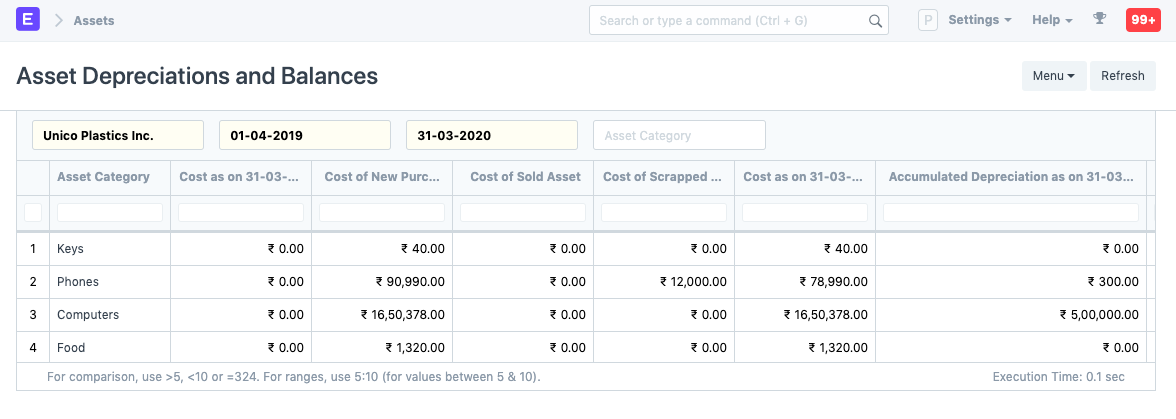 E Assets Search or type a command (Ctrl + G) P Settings Help 99+
Asset Depreciations and Balances Menu Refresh
Unico Plastics Inc. 01-04-2019 31-03-2020 Asset Category
Asset Category Cost as on 31-03-... Cost of New Purc... Cost of Sold Asset Cost of Scrapped ... Cost as on 31-03-... Accumulated Depreciation as on 31-03...
1 Keys ₹ 0.00 ₹ 40.00 ₹ 0.00 ₹ 0.00 ₹ 40.00 ₹ 0.00
2 Phones ₹ 0.00 ₹ 90,990.00 ₹ 0.00 ₹ 12,000.00 ₹ 78,990.00 ₹ 300.00
3 Computers ₹ 0.00 ₹ 16,50,378.00 ₹ 0.00 ₹ 0.00 ₹ 16,50,378.00 ₹ 5,00,000.00
4 Food ₹ 0.00 ₹ 1,320.00 ₹ 0.00 ₹ 0.00 ₹ 1,320.00 ₹ 0.00
For comparison, use >5, <10 or =324. For ranges, use 5:10 (for values between 5 & 10). Execution Time: 0.1 sec